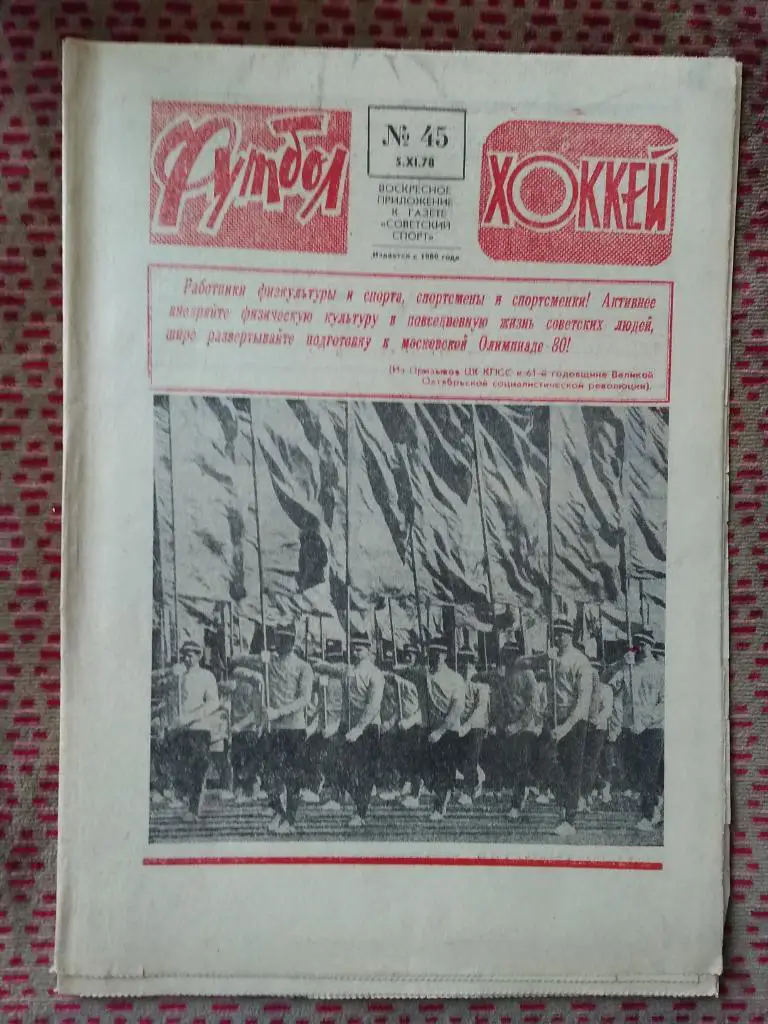 Футбол
№ 45
5.XI.78
ВОСКРЕСНОЕ
ПРИЛОЖЕНИЕ
К ГАЗЕТЕ
«СОВЕТСКИЙ
СПОРТ»
Издается с 1960 года
ХОККЕЙ
Работники физкультуры и спорта, спортсмены и спортсменки! Активнее
внедряйте физическую культуру в повседневную жизнь советских людей,
шире развертывайте подготовку к московской Олимпиаде 80!
(Из Призывов ЦК КПСС к 61-й годовщине Великой
Октябрьской социалистической революции).